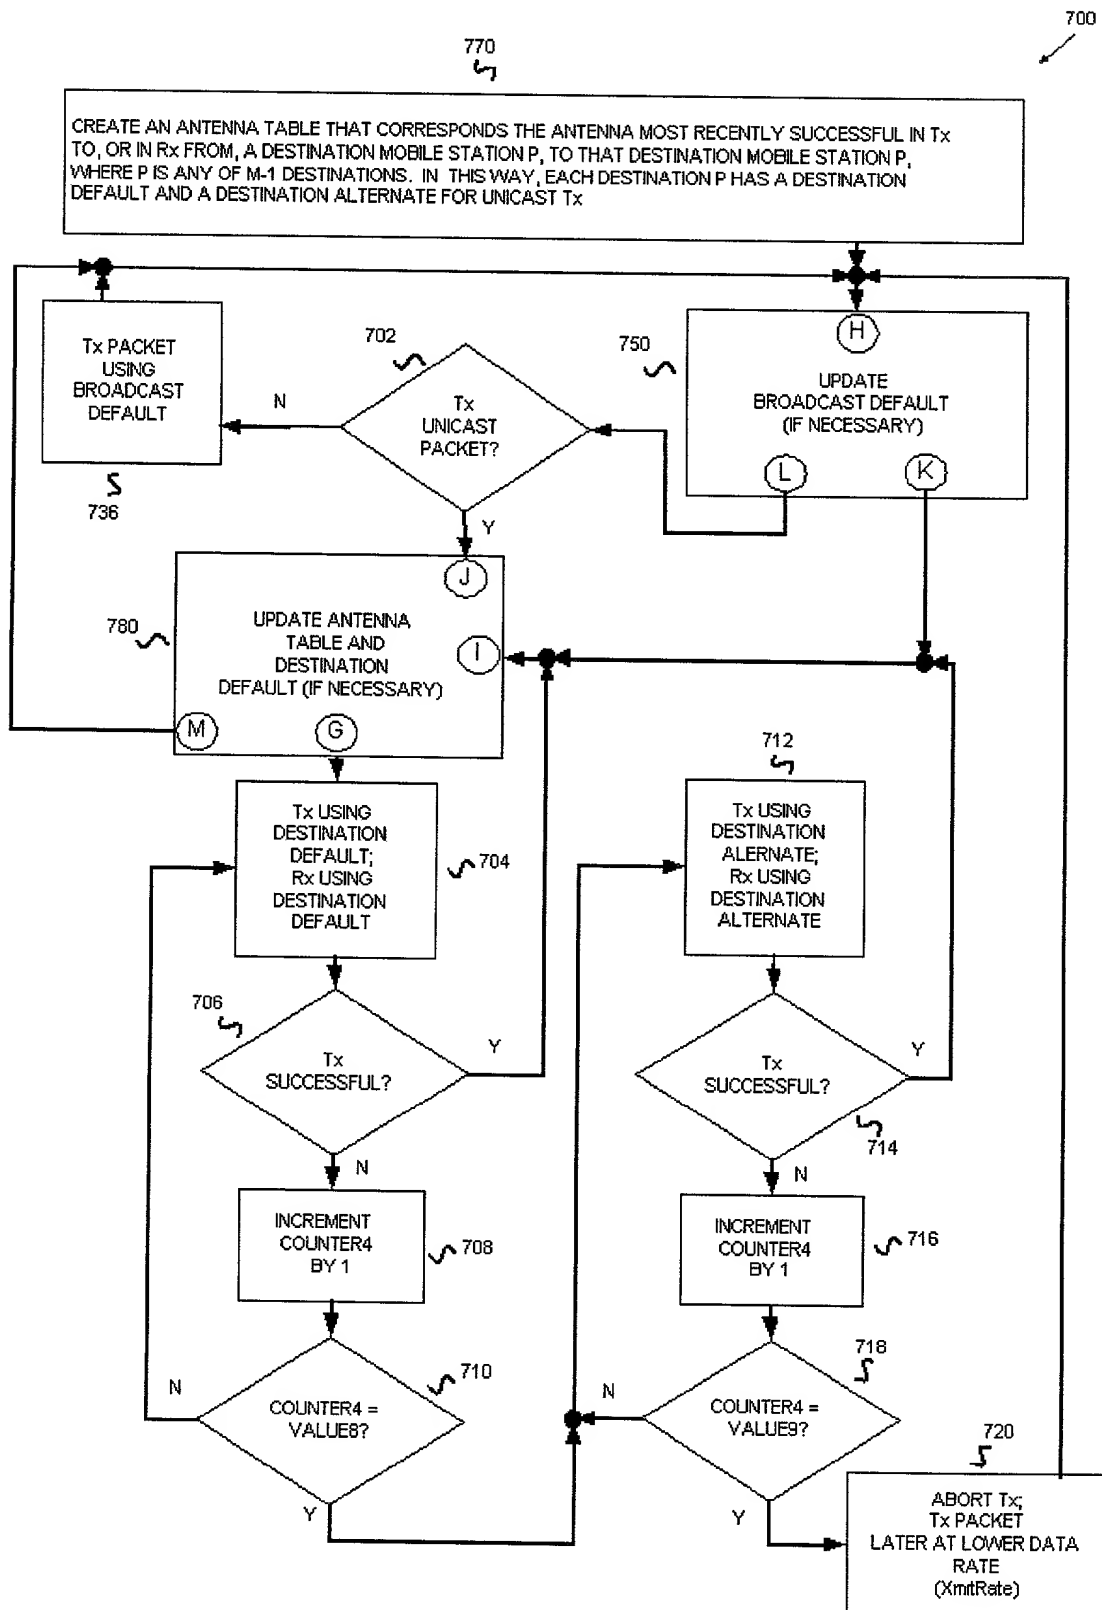 700
770
CREATE AN ANTENNA TABLE THAT CORRESPONDS THE ANTENNA MOST RECENTLY SUCCESSFUL IN Tx
TO, OR IN Rx FROM, A DESTINATION MOBILE STATION P, TO THAT DESTINATION MOBILE STATION P,
WHERE P IS ANY OF M-1 DESTINATIONS. IN THIS WAY, EACH DESTINATION P HAS A DESTINATION
DEFAULT AND A DESTINATION ALTERNATE FOR UNICAST Tx
Tx PACKET
USING
BROADCAST
DEFAULT
736
N
702
Tx
UNICAST
PACKET?
Y
750
H
UPDATE
BROADCAST DEFAULT
(IF NECESSARY)
L
K
780
J
UPDATE ANTENNA
TABLE AND
DESTINATION
DEFAULT (IF NECESSARY)
I
M
G
Tx USING
DESTINATION
DEFAULT;
Rx USING
DESTINATION
DEFAULT
704
712
Tx USING
DESTINATION
ALERNATE;
Rx USING
DESTINATION
ALTERNATE
706
Tx
SUCCESSFUL?
Y
N
Tx
SUCCESSFUL?
Y
714
N
INCREMENT
COUNTER4
BY 1
708
INCREMENT
COUNTER4
BY 1
716
N
710
COUNTER4 =
VALUE8?
Y
N
718
COUNTER4 =
VALUE9?
Y
720
ABORT Tx;
Tx PACKET
LATER AT LOWER DATA
RATE
(XmitRate)